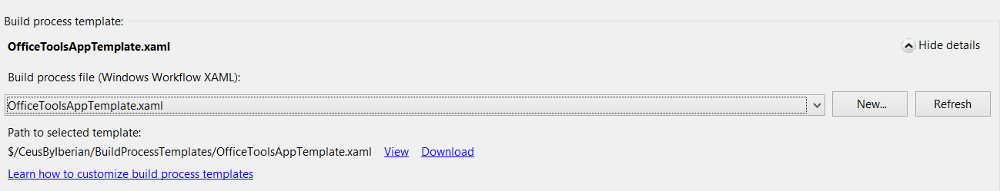 Build process template:
OfficeToolsAppTemplate.xaml
Hide details
Build process file (Windows Workflow XAML):
OfficeToolsAppTemplate.xaml
New...
Refresh
Path to selected template:
$/CeusByIberian/BuildProcessTemplates/OfficeToolsAppTemplate.xaml View Download
Learn how to customize build process templates